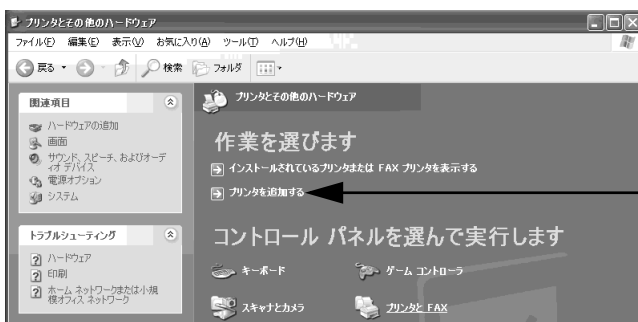 プリンタとその他のハードウェア
ファイル(F) 編集(E) 表示(V) お気に入り(A) ツール(T) ヘルプ(H)
戻る 検索 フォルダ
関連項目
ハードウェアの追加
画面
サウンド、スピーチ、およびオーディオ デバイス
電源オプション
システム
トラブルシューティング
ハードウェア
印刷
ホーム ネットワークまたは小規模オフィス ネットワーク
プリンタとその他のハードウェア
作業を選びます
インストールされているプリンタまたは FAX プリンタを表示する
プリンタを追加する
コントロール パネルを選んで実行します
キーボード ゲーム コントローラ
スキャナとカメラ プリンタと FAX